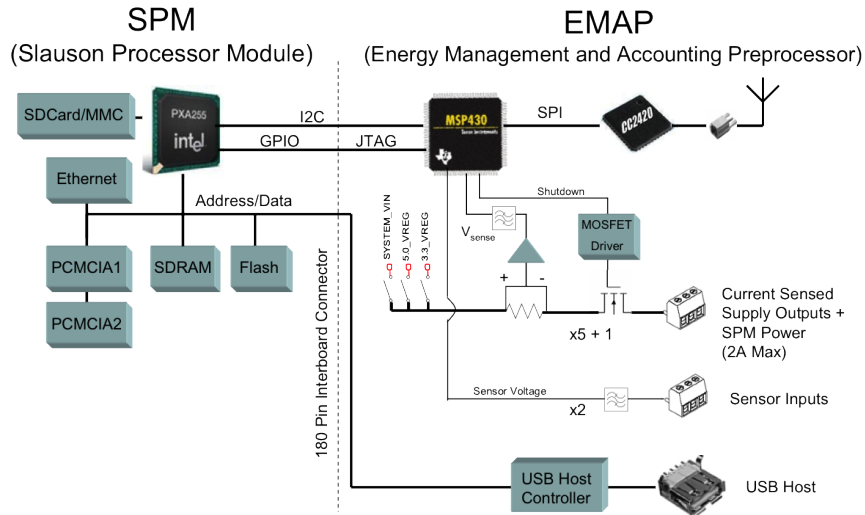 SPM
(Slauson Processor Module)
EMAP
(Energy Management and Accounting Preprocessor)
SDCard/MMC
PXA255
intel
I2C
GPIO
JTAG
MSP430
Texas Instruments
SPI
CC2420
Ethernet
Address/Data
PCMCIA1
SDRAM
Flash
PCMCIA2
180 Pin Interboard Connector
SYSTEM_VIN
5.0_VREG
3.3_VREG
Vsense
Shutdown
MOSFET
Driver
+
-
x5 + 1
Current Sensed
Supply Outputs +
SPM Power
(2A Max)
Sensor Voltage
x2
Sensor Inputs
USB Host
Controller
USB Host